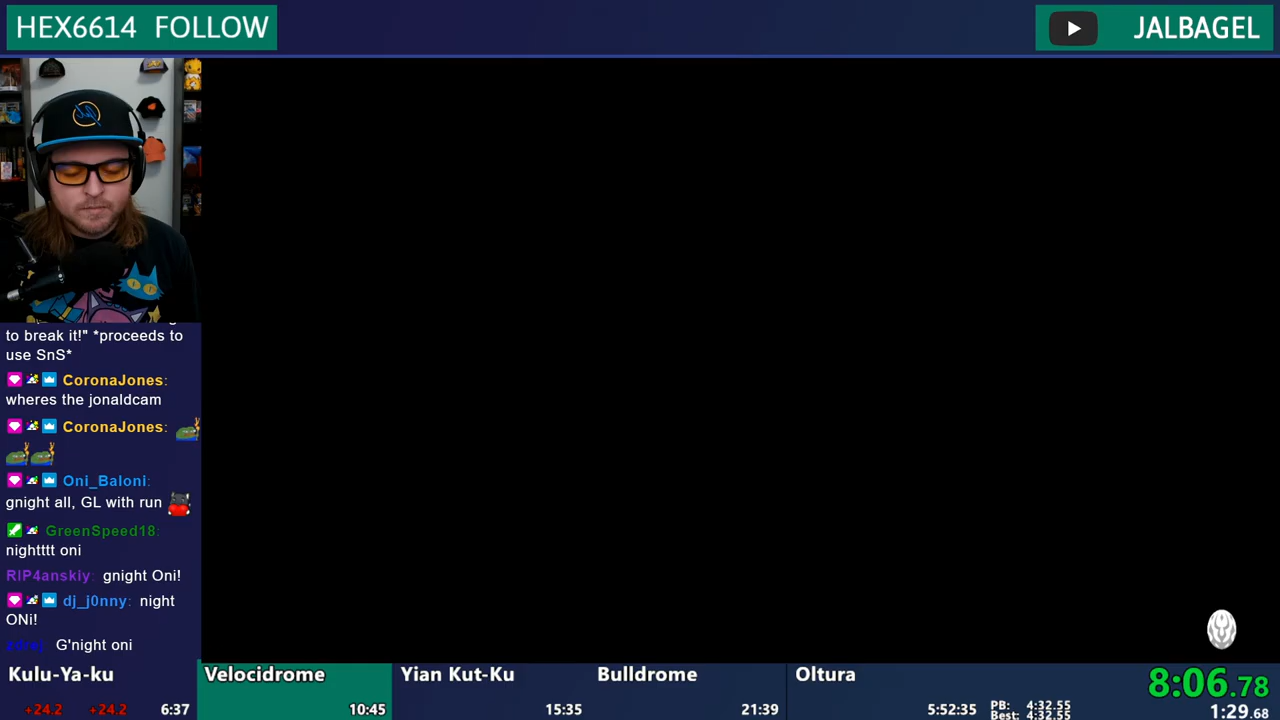 HEX6614 FOLLOW
JALBAGEL
to break it!" *proceeds to
use SnS*
CoronaJones:
wheres the jonaldcam
CoronaJones:
Oni_Baloni:
gnight all, GL with run
GreenSpeed18:
nightttt oni
RIP4anskiy: gnight Oni!
dj_j0nny: night
ONi!
G'night oni
Kulu-Ya-ku
+24.2 +24.2 6:37
Velocidrome
10:45
Yian Kut-Ku
15:35
Bulldrome
21:39
Oltura
5:52:35
PB: 4:32.55
Best: 4:32.55
8:06.78
1:29.68